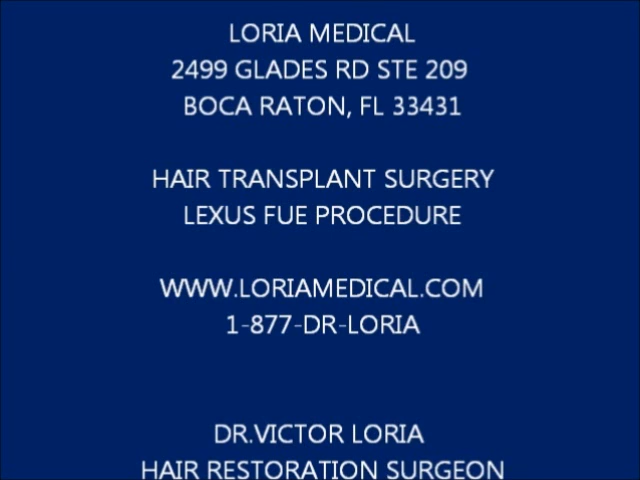 LORIA MEDICAL
2499 GLADES RD STE 209
BOCA RATON, FL 33431
HAIR TRANSPLANT SURGERY
LEXUS FUE PROCEDURE
WWW.LORIAMEDICAL.COM
1-877-DR-LORIA
DR.VICTOR LORIA
HAIR RESTORATION SURGEON